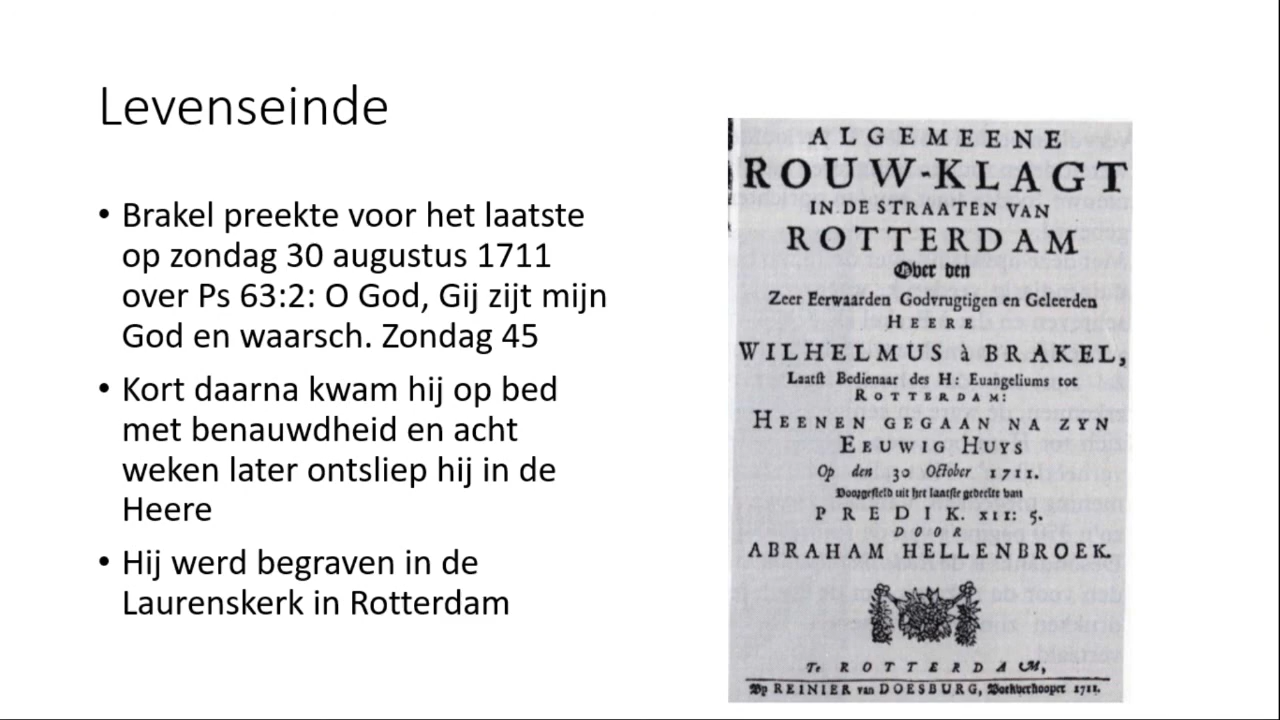 Levenseinde
• Brakel preekte voor het laatste
op zondag 30 augustus 1711
over Ps 63:2: O God, Gij zijt mijn
God en waarsch. Zondag 45
• Kort daarna kwam hij op bed
met benauwdheid en acht
weken later ontsliep hij in de
Heere
• Hij werd begraven in de
Laurenskerk in Rotterdam
ALGEMEENE
ROUW-KLAGT
IN DE STRAATEN VAN
ROTTERDAM
Over den
Zeer Eerwaarden Godvrugtigen en Geleerden
HEERE
WILHELMUS à BRAKEL,
Laatſt Bedienaar des H: Euangeliums tot
ROTTERDAM:
HEENEN GEGAAN NA ZYN
EEUWIG HUYS
Op den 30 October 1711.
Voorgeſteld uit het laatſte gedeelte van
PREDIK. XII: 5.
DOOR
ABRAHAM HELLENBROEK.
Te ROTTERDAM,
By REINIER van DOESBURG, Boekverkooper 1711.